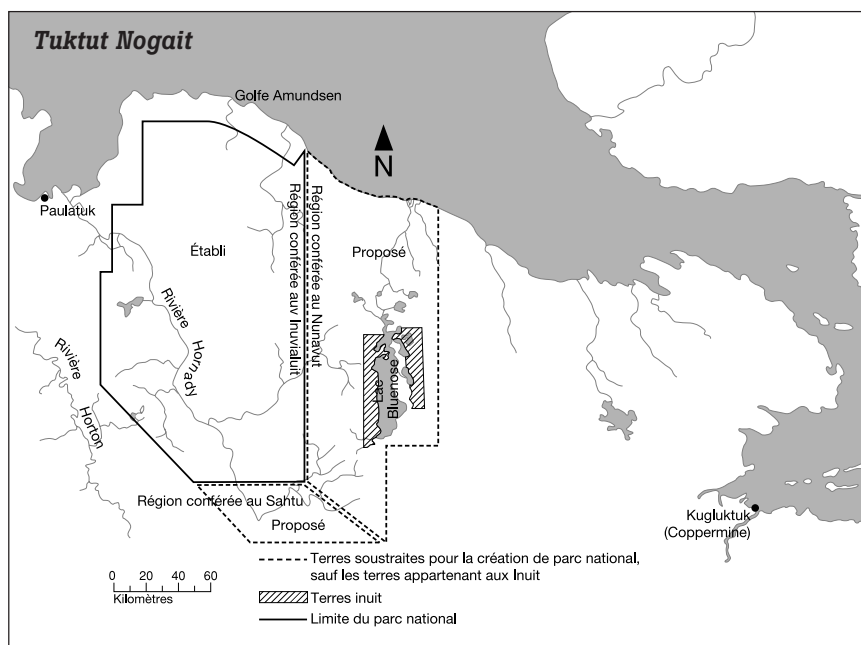 Tuktut Nogait
Golfe Amundsen
N
Paulatuk
Établi
Région conférée auv Inuvialuit
Région conférée au Nunavut
Proposé
Rivière
Hornady
Rivière
Horton
Lac
Bluenose
Région conférée au Sahtu
Proposé
Kugluktuk
(Coppermine)
0 20 40 60
Kilomètres
Terres soustraites pour la création de parc national,
sauf les terres appartenant aux Inuit
Terres inuit
Limite du parc national